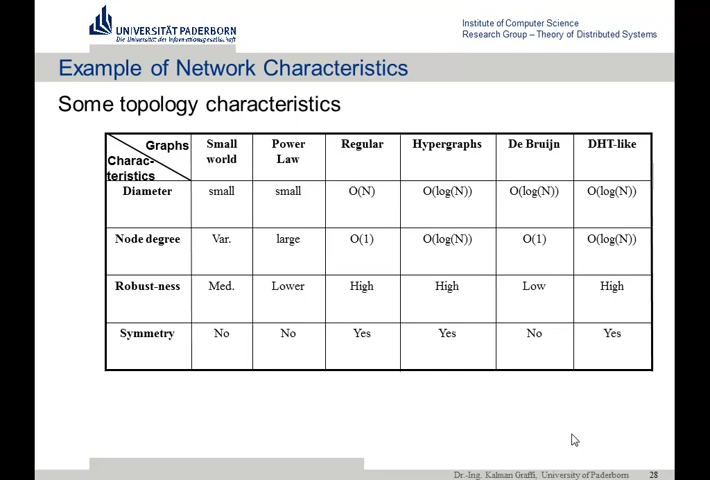 UNIVERSITÄT PADERBORN
Die Universität der Informationsgesellschaft
Institute of Computer Science
Research Group – Theory of Distributed Systems
Example of Network Characteristics
Some topology characteristics
Graphs
Charac-
teristics
Small
world
Power
Law
Regular
Hypergraphs
De Bruijn
DHT-like
Diameter small small O(N) O(log(N)) O(log(N)) O(log(N))
Node degree Var. large O(1) O(log(N)) O(1) O(log(N))
Robust-ness Med. Lower High High Low High
Symmetry No No Yes Yes No Yes
Dr.-Ing. Kalman Graffi, University of Paderborn 28